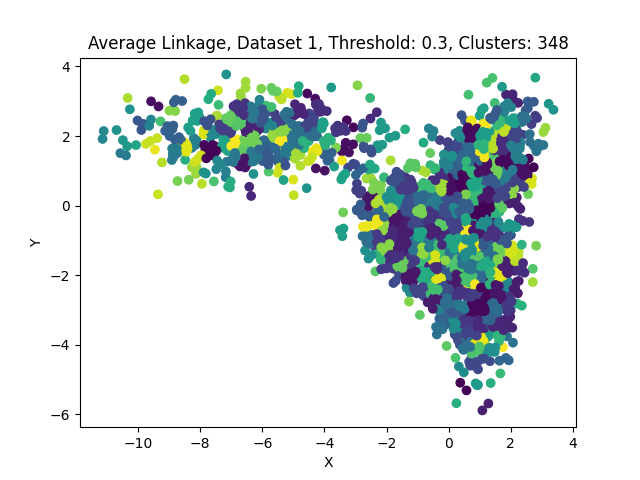 Average Linkage, Dataset 1, Threshold: 0.3, Clusters: 348
4
2
0
−2
−4
−6
Y
−10 −8 −6 −4 −2 0 2 4
X